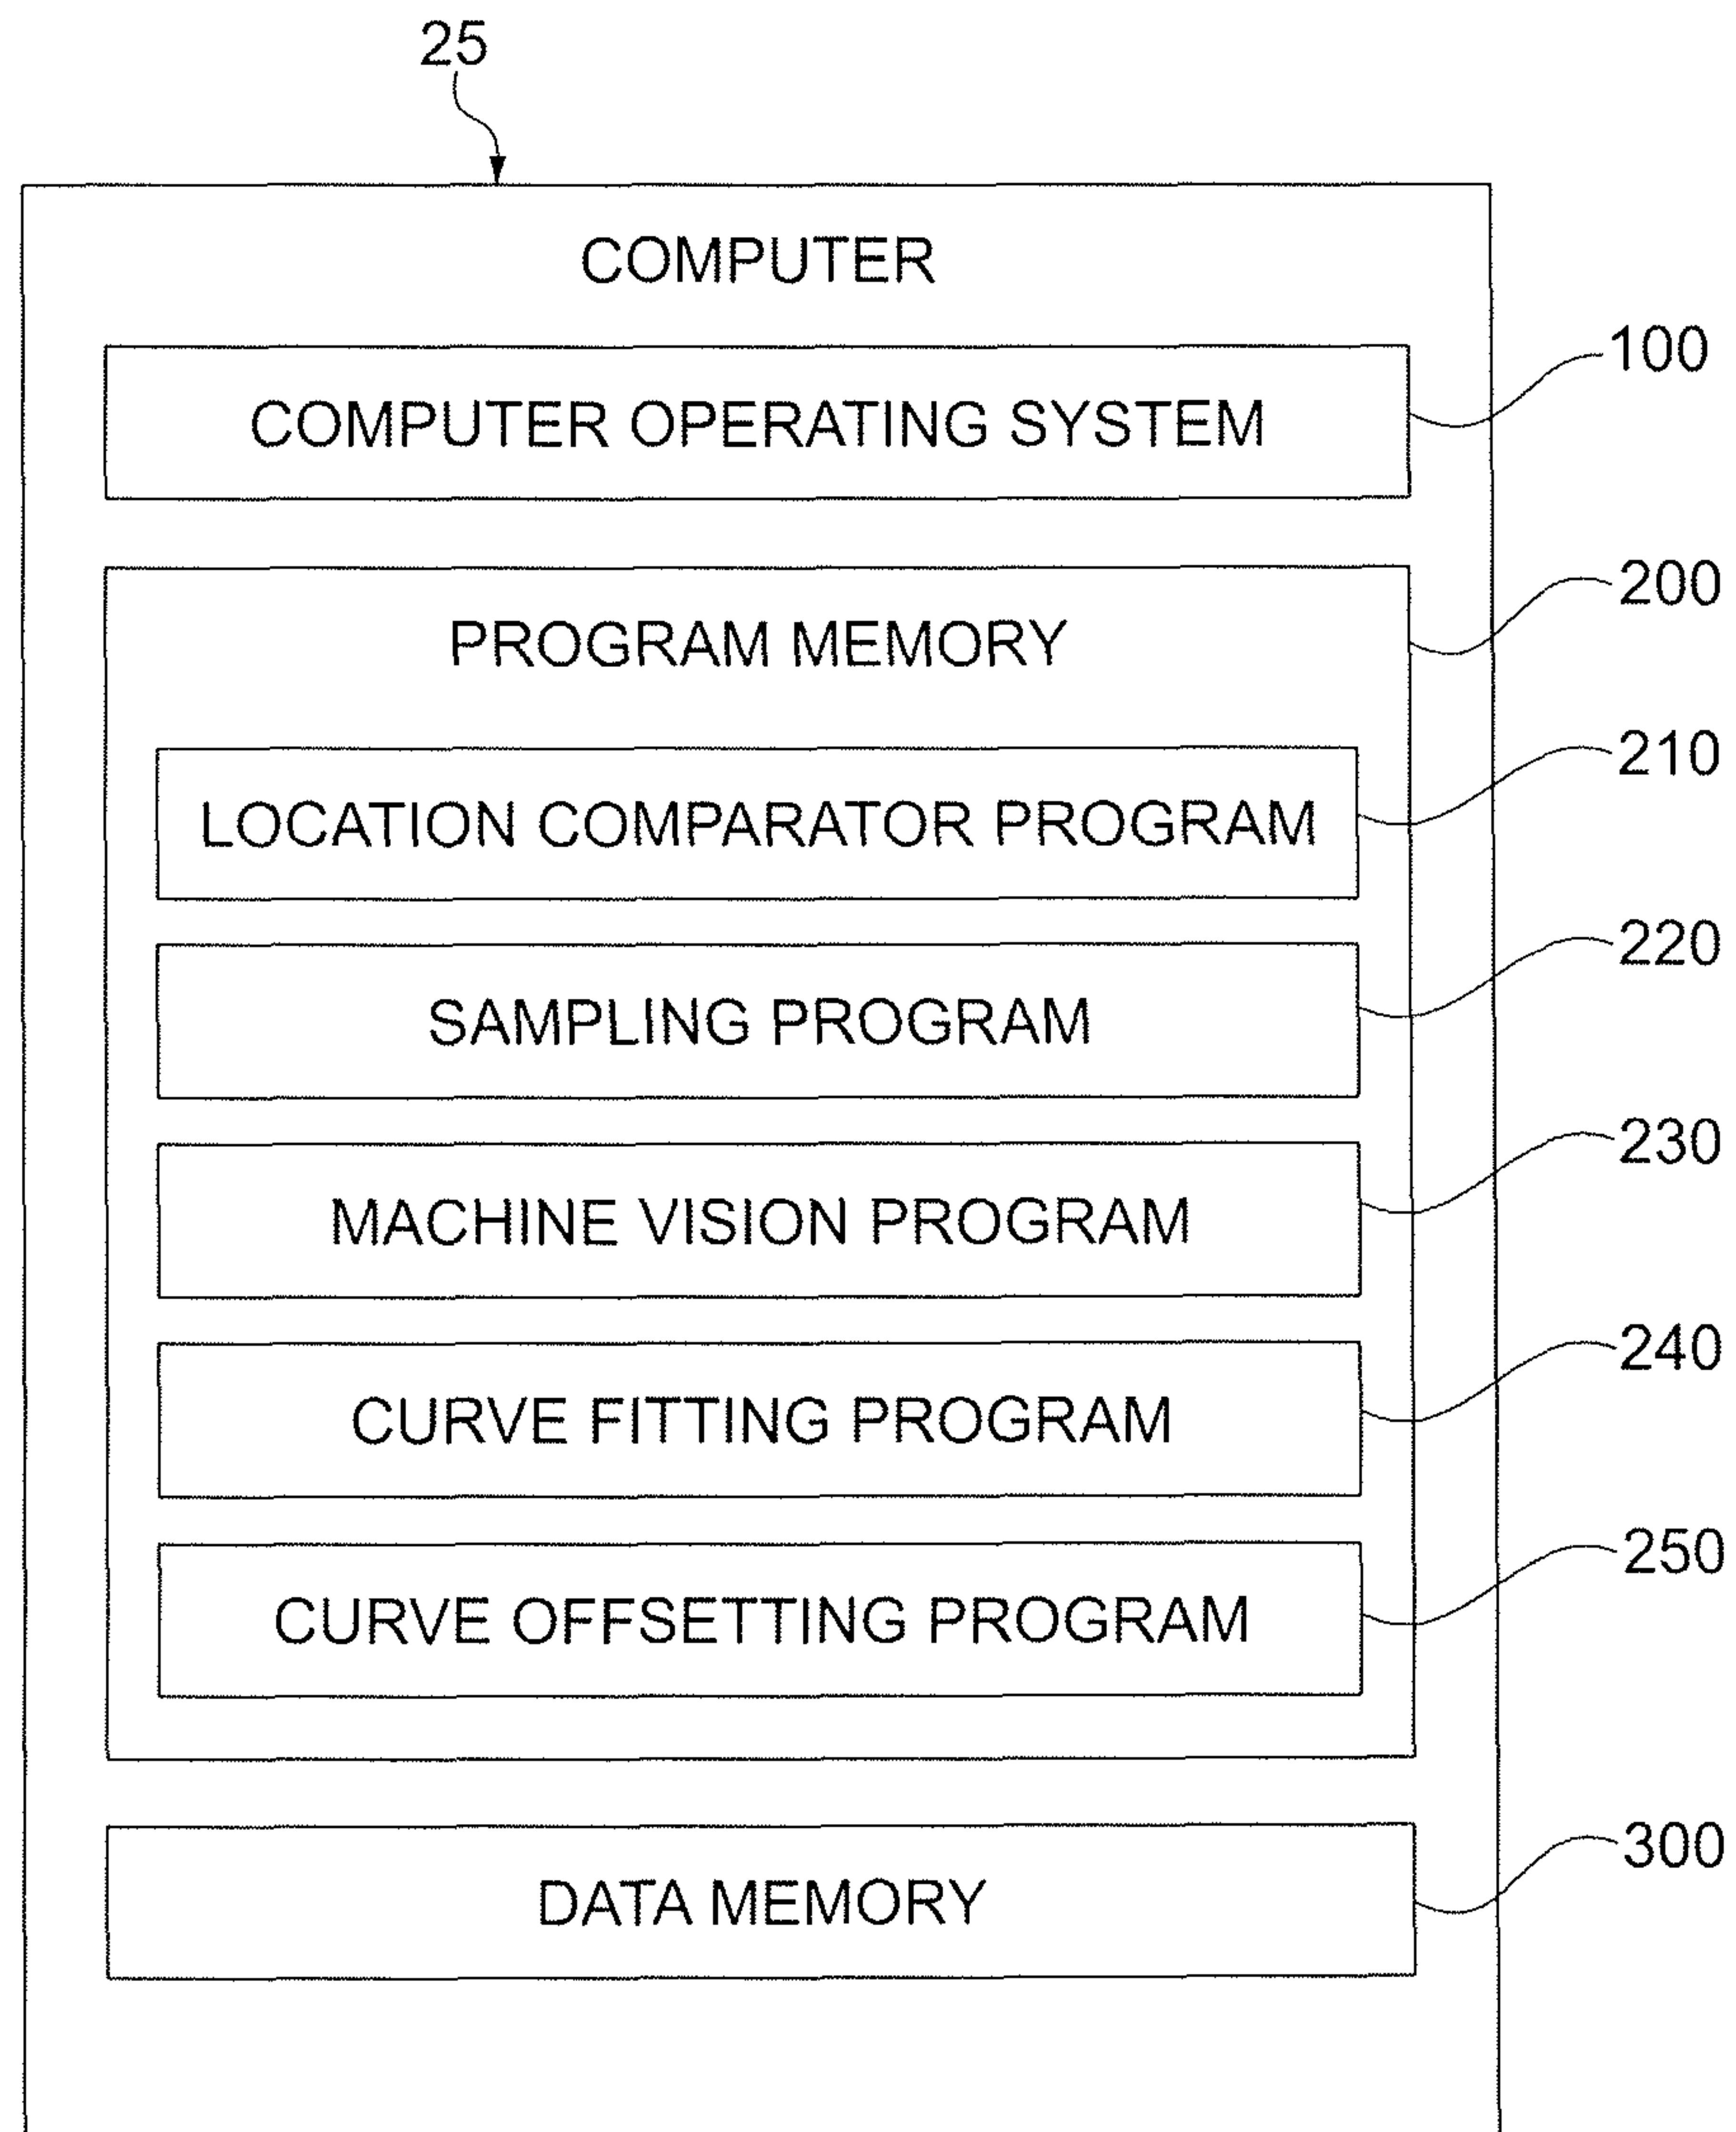 25
COMPUTER
COMPUTER OPERATING SYSTEM
100
PROGRAM MEMORY
200
LOCATION COMPARATOR PROGRAM
210
SAMPLING PROGRAM
220
MACHINE VISION PROGRAM
230
CURVE FITTING PROGRAM
240
CURVE OFFSETTING PROGRAM
250
DATA MEMORY
300